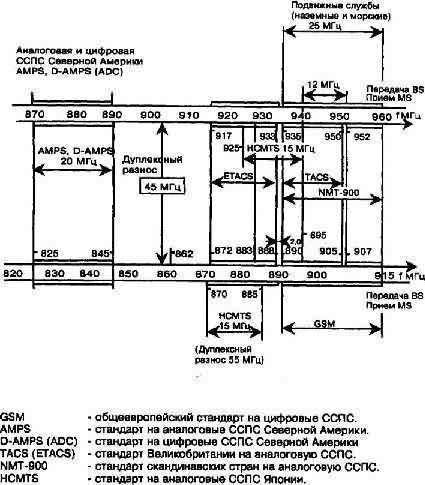 Подвижные службы
(наземные и морские)
25 МГц
Аналоговая и цифровая
ССПС Северной Америки
AMPS, D-AMPS (ADC)
12 МГц
Передача BS
Прием MS
870 880 890 900 910 920 930 940 950 960 f МГц
917 933 935 950 952
925
HCMTS 15 МГц
AMPS, D-AMPS
20 МГц
Дуплексный
разнос
45 МГц
ETACS
TACS
NMT-900
695
2,0
825 845 862 872 883 888 890 905 907
820 830 840 850 860 870 880 890 900 915 f МГц
870 885
HCMTS
15 МГц
Передача BS
Прием MS
GSM
(Дуплексный
разнос 55 МГц)
GSM - общеевропейский стандарт на цифровые ССПС.
AMPS - стандарт на аналоговые ССПС Северной Америки.
D-AMPS (ADC) - стандарт на цифровые ССПС Северной Америки
TACS (ETACS) - стандарт Великобритании на аналоговую ССПС.
NMT-900 - стандарт скандинавских стран на аналоговую ССПС.
HCMTS - стандарт на аналоговые ССПС Японии.